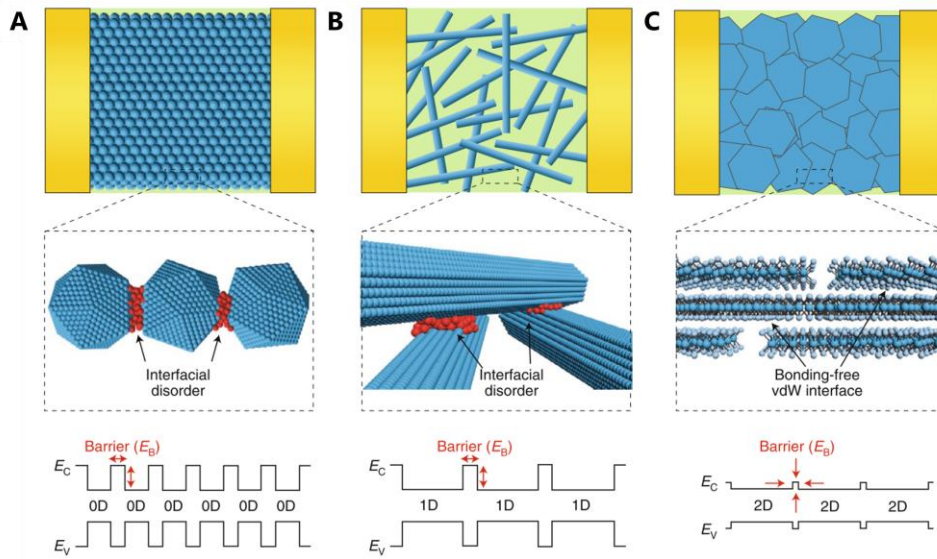 A
B
C
Interfacial
disorder
Interfacial
disorder
Bonding-free
vdW interface
Barrier (EB)
EC
0D 0D 0D 0D 0D 0D
EV
Barrier (EB)
EC
1D 1D 1D
EV
Barrier (EB)
EC
2D 2D 2D
EV